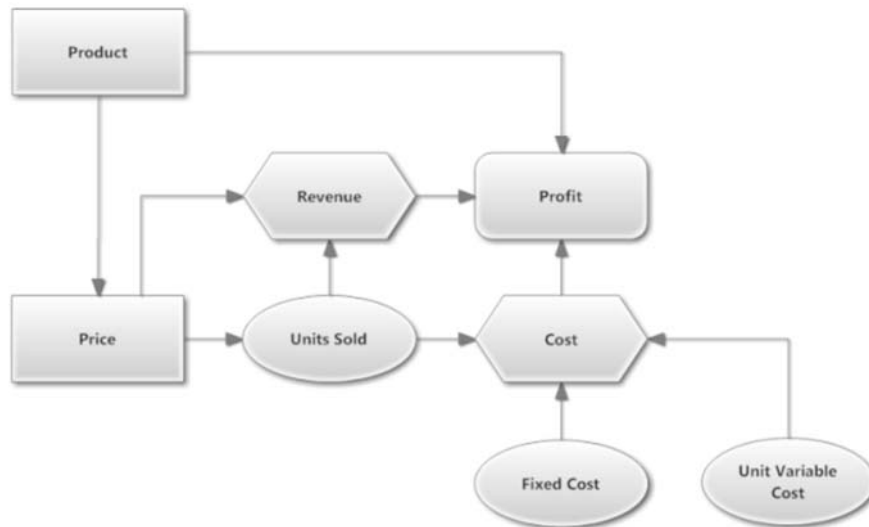 Product
Revenue
Profit
Price
Units Sold
Cost
Fixed Cost
Unit Variable
Cost